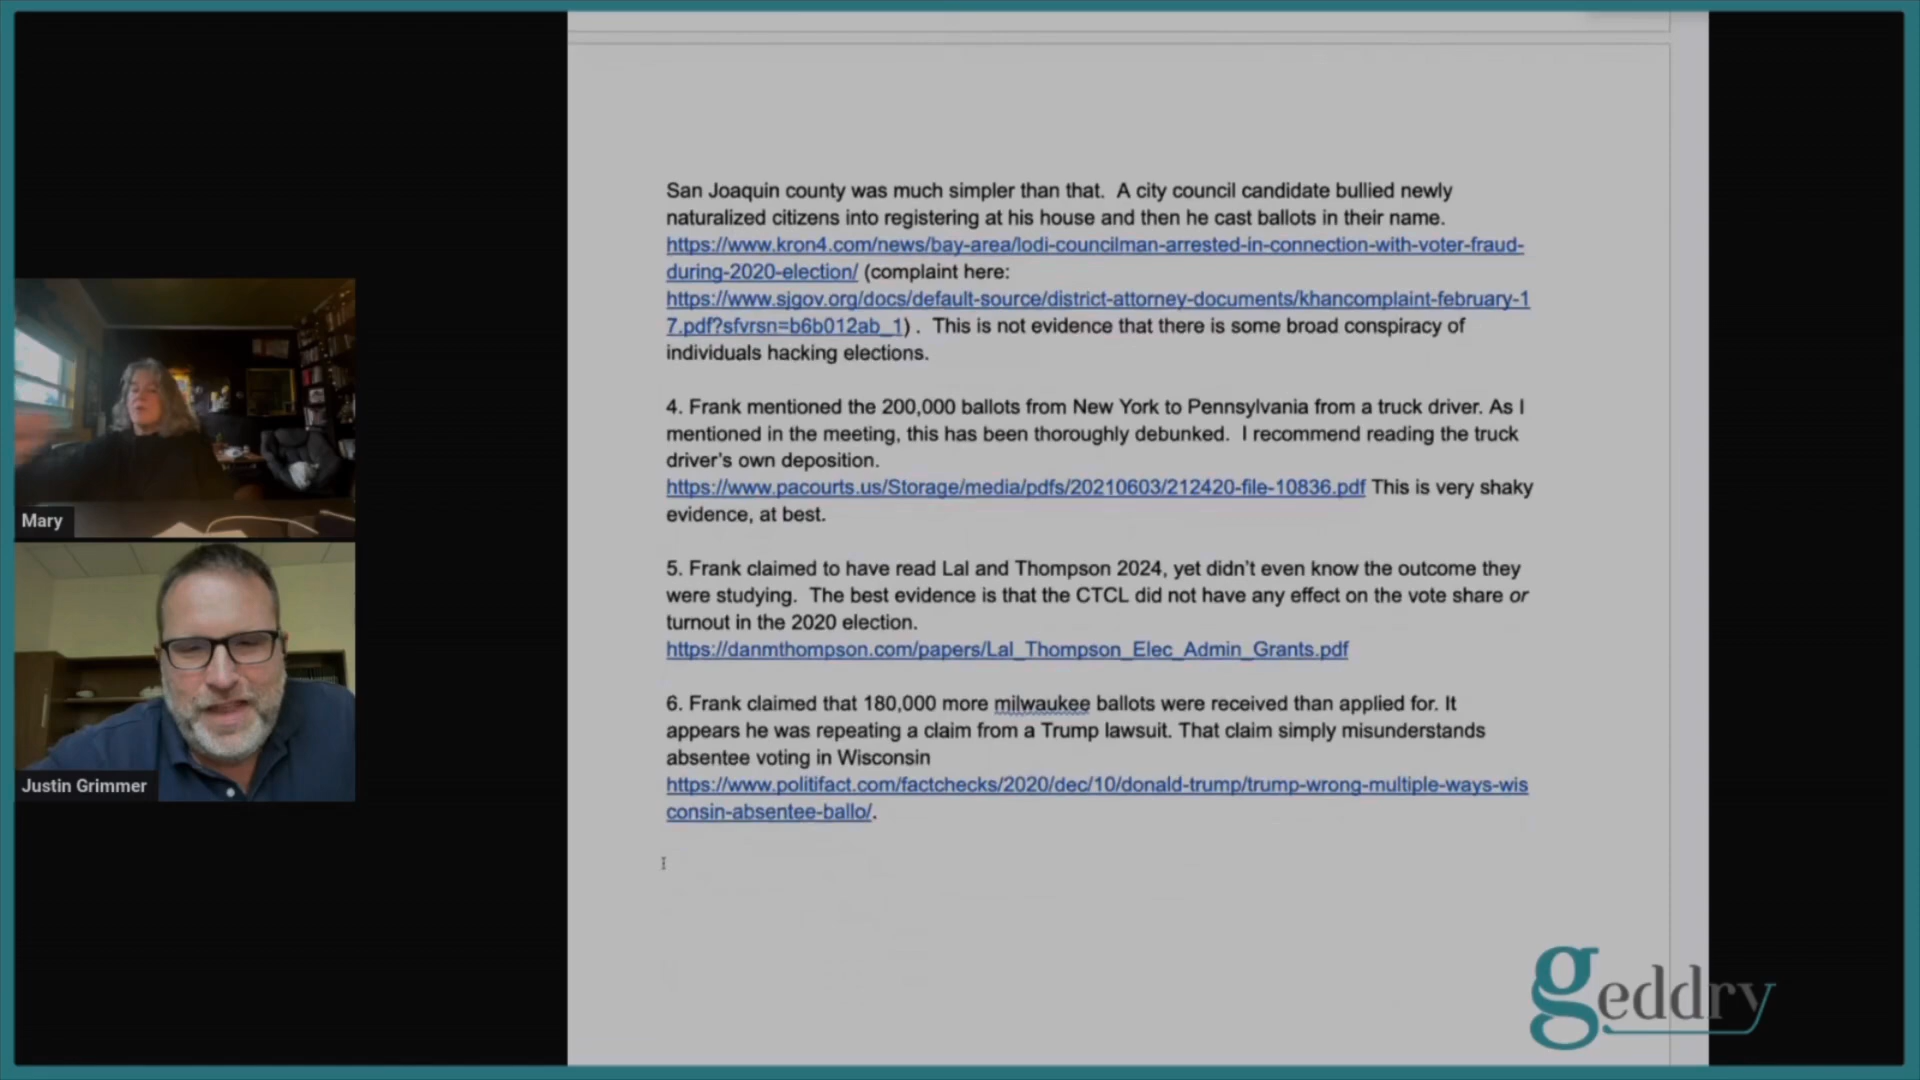 San Joaquin county was much simpler than that.  A city council candidate bullied newly
naturalized citizens into registering at his house and then he cast ballots in their name.
https://www.kron4.com/news/bay-area/lodi-councilman-arrested-in-connection-with-voter-fraud-
during-2020-election/ (complaint here:
https://www.sjgov.org/docs/default-source/district-attorney-documents/khancomplaint-february-1
7.pdf?sfvrsn=b6b012ab_1) .  This is not evidence that there is some broad conspiracy of
individuals hacking elections.
4. Frank mentioned the 200,000 ballots from New York to Pennsylvania from a truck driver. As I
mentioned in the meeting, this has been thoroughly debunked.  I recommend reading the truck
driver's own deposition.
https://www.pacourts.us/Storage/media/pdfs/20210603/212420-file-10836.pdf This is very shaky
evidence, at best.
5. Frank claimed to have read Lal and Thompson 2024, yet didn't even know the outcome they
were studying.  The best evidence is that the CTCL did not have any effect on the vote share or
turnout in the 2020 election.
https://danmthompson.com/papers/Lal_Thompson_Elec_Admin_Grants.pdf
6. Frank claimed that 180,000 more milwaukee ballots were received than applied for. It
appears he was repeating a claim from a Trump lawsuit. That claim simply misunderstands
absentee voting in Wisconsin
https://www.politifact.com/factchecks/2020/dec/10/donald-trump/trump-wrong-multiple-ways-wis
consin-absentee-ballo/.
Mary
Justin Grimmer
geddry